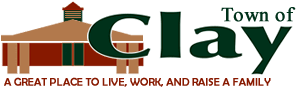 Town of
Clay
A GREAT PLACE TO LIVE, WORK, AND RAISE A FAMILY